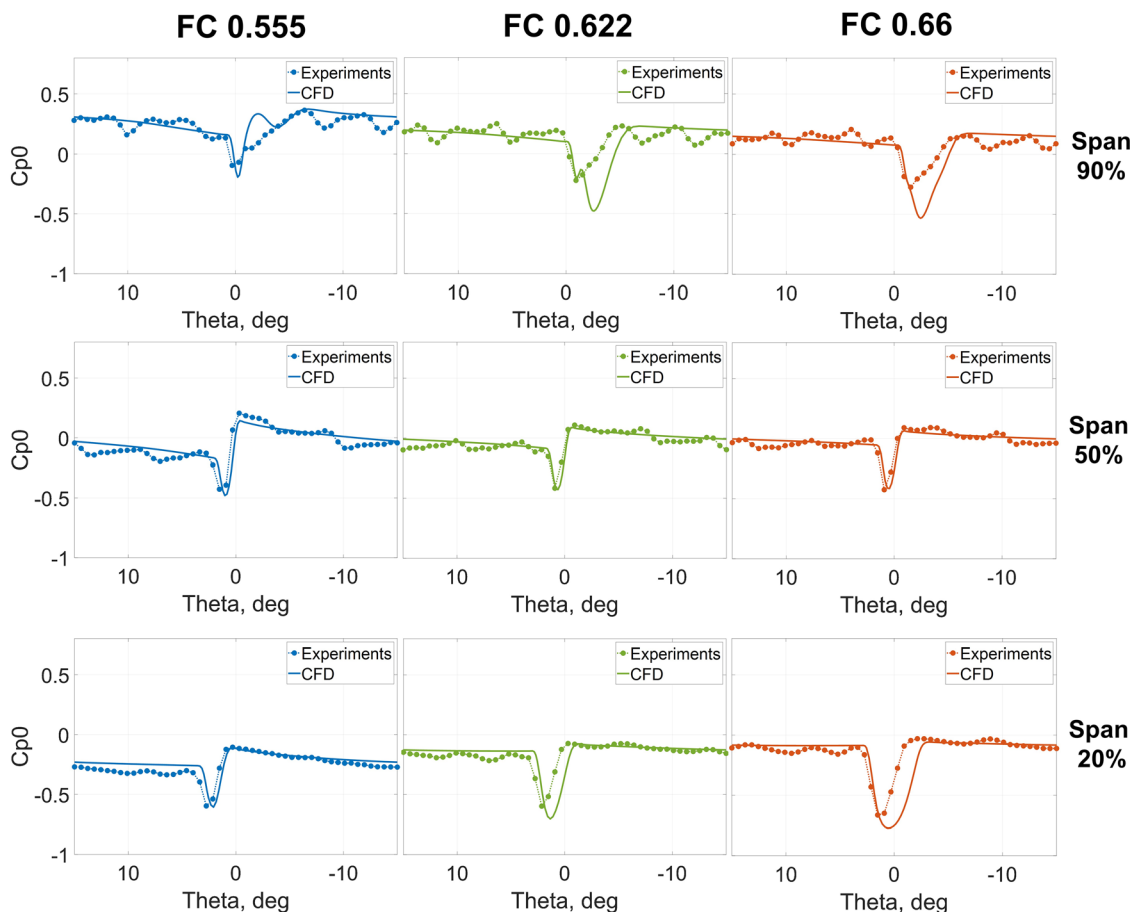 FC 0.555 FC 0.622 FC 0.66
Experiments Experiments Experiments
CFD CFD CFD
0.5
0
-0.5
-1
Cp0
10 0 -10 10 0 -10 10 0 -10
Theta, deg Theta, deg Theta, deg
Span
90%
Experiments Experiments Experiments
CFD CFD CFD
0.5
0
-0.5
-1
Cp0
10 0 -10 10 0 -10 10 0 -10
Theta, deg Theta, deg Theta, deg
Span
50%
Experiments Experiments Experiments
CFD CFD CFD
0.5
0
-0.5
-1
Cp0
10 0 -10 10 0 -10 10 0 -10
Theta, deg Theta, deg Theta, deg
Span
20%